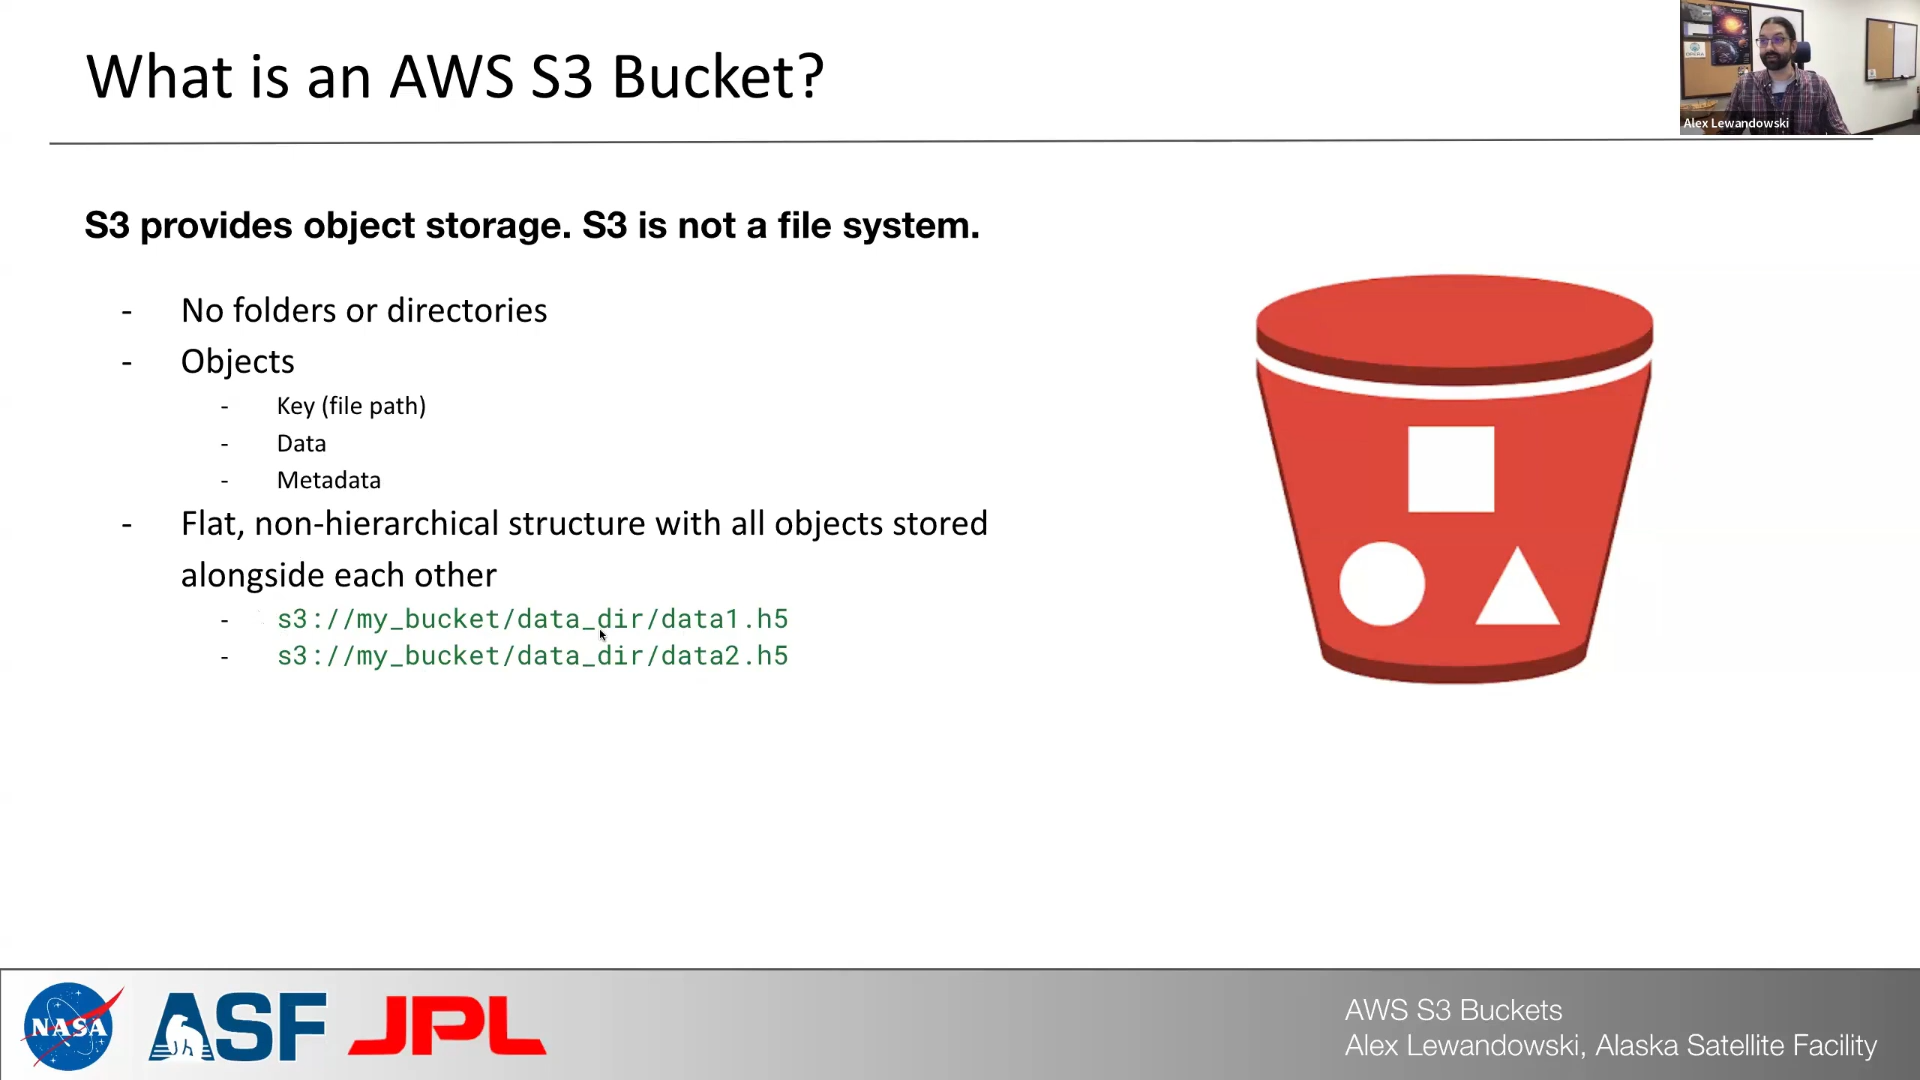 What is an AWS S3 Bucket?
Alex Lewandowski
S3 provides object storage. S3 is not a file system.
- No folders or directories
- Objects
- Key (file path)
- Data
- Metadata
- Flat, non-hierarchical structure with all objects stored
alongside each other
- s3://my_bucket/data_dir/data1.h5
- s3://my_bucket/data_dir/data2.h5
NASA
ASF
JPL
AWS S3 Buckets
Alex Lewandowski, Alaska Satellite Facility